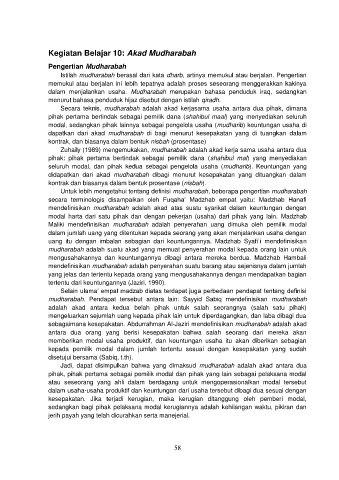 Kegiatan Belajar 10: Akad Mudharabah
Pengertian Mudharabah
Istilah mudharabah berasal dari kata dharb, artinya memukul atau berjalan. Pengertian
memukul atau berjalan ini lebih tepatnya adalah proses seseorang menggerakkan kakinya
dalam menjalankan usaha. Mudharabah merupakan bahasa penduduk Iraq, sedangkan
menurut bahasa penduduk hijaz disebut dengan istilah qiradh.
Secara teknis, mudharabah adalah akad kerjasama usaha antara dua pihak, dimana
pihak pertama bertindak sebagai pemilik dana (shahibul maal) yang menyediakan seluruh
modal, sedangkan pihak lainnya sebagai pengelola usaha (mudharib) keuntungan usaha di
dapatkan dari akad mudharabah di bagi menurut kesepakatan yang di tuangkan dalam
kontrak, dan biasanya dalam bentuk nisbah (prosentase)
Zuhaily (1989) mengemukakan, mudharabah adalah akad kerja sama usaha antara dua
pihak; pihak pertama bertindak sebagai pemilik dana (shahibul mal) yang menyediakan
seluruh modal, dan pihak kedua sebagai pengelola usaha (mudharib). Keuntungan yang
didapatkan dari akad mudharabah dibagi menurut kesepakatan yang dituangkan dalam
kontrak dan biasanya dalam bentuk prosentase (nisbah).
Untuk lebih mengetahui tentang definisi mudharabah, beberapa pengertian mudharabah
secara terminologis disampaikan oleh Fuqaha' Madzhab empat yaitu: Madzhab Hanafi
mendefinisikan mudharabah adalah akad atas suatu syarikat dalam keuntungan dengan
modal harta dari satu pihak dan dengan pekerjan (usaha) dari pihak yang lain. Madzhab
Maliki mendefinisikan mudharabah adalah penyerahan uang dimuka oleh pemilik modal
dalam jumlah uang yang ditentukan kepada seorang yang akan menjalankan usaha dengan
uang itu dengan imbalan sebagian dari keuntungannya. Madzhab Syafi'i mendefinisikan
mudharabah adalah suatu akad yang memuat penyerahan modal kepada orang lain untuk
mengusahakannya dan keuntungannya dibagi antara mereka berdua. Madzhab Hambali
mendefinisikan mudharabah adalah penyerahan suatu barang atau sejenisnya dalam jumlah
yang jelas dan tertentu kepada orang yang mengusahakannya dengan mendapatkan bagian
tertentu dari keuntungannya (Jaziri, 1990).
Selain ulama' empat madzab diatas terdapat juga perbedaan pendapat tentang definisi
mudharabah. Pendapat tersebut antara lain: Sayyid Sabiq mendefinisikan mudharabah
adalah akad antara kedua belah pihak untuk salah seorangnya (salah satu pihak)
mengeluarkan sejumlah uang kepada pihak lain untuk diperdagangkan, dan laba dibagi dua
sebagaimana kesepakatan. Abdurrahman Al-Jaziri mendefinisikan mudharabah adalah akad
antara dua orang yang berisi kesepakatan bahwa salah seorang dari mereka akan
memberikan modal usaha produktif, dan keuntungan usaha itu akan diberikan sebagian
kepada pemilik modal dalam jumlah tertentu sesuai dengan kesepakatan yang sudah
disetujui bersama (Sabiq, t.th).
Jadi, dapat disimpulkan bahwa yang dimaksud mudharabah adalah akad antara dua
pihak, pihak pertama sebagai pemilik modal dan pihak yang lain sebagai pelaksana modal
atau seseorang yang ahli dalam berdagang untuk mengoperasionalkan modal tersebut
dalam usaha-usaha produktif dan keuntungan dari usaha tersebut dibagi dua sesuai dengan
kesepakatan. Jika terjadi kerugian, maka kerugian ditanggung oleh pemberi modal,
sedangkan bagi pihak pelaksana modal kerugiannya adalah kehilangan waktu, pikiran dan
jerih payah yang telah dicurahkan serta manejerial.
58